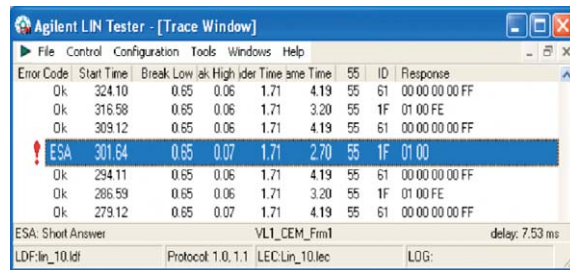 Agilent LIN Tester - [Trace Window]
File Control Configuration Tools Windows Help
Error Code Start Time Break Low ak High ider Time ame Time 55 ID Response
Ok 324.10 0.65 0.06 1.71 4.19 55 61 00 00 00 00 FF
Ok 316.58 0.65 0.06 1.71 3.20 55 1F 01 00 FE
Ok 309.12 0.65 0.06 1.71 4.19 55 61 00 00 00 00 FF
! ESA 301.64 0.65 0.07 1.71 2.70 55 1F 01 00
Ok 294.11 0.65 0.06 1.71 4.19 55 61 00 00 00 00 FF
Ok 286.59 0.65 0.06 1.71 3.20 55 1F 01 00 FE
Ok 279.12 0.65 0.07 1.71 4.19 55 61 00 00 00 00 FF
ESA: Short Answer VL1_CEM_Frm1 delay: 7.53 ms
LDF:lin_10.ldf Protocol: 1.0, 1.1 LEC:Lin_10.lec LOG: